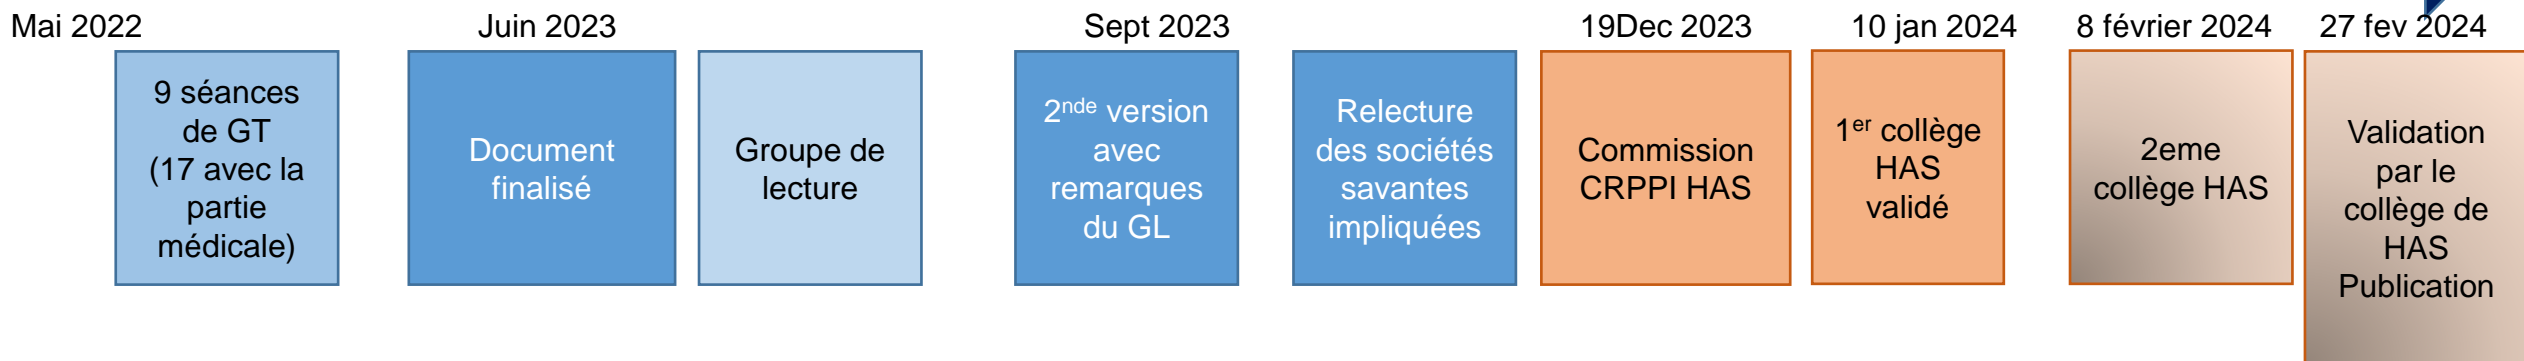 Mai 2022
Juin 2023
Sept 2023
19Dec 2023
10 jan 2024
8 février 2024
27 fev 2024
9 séances
de GT
(17 avec la
partie
médicale)
Document
finalisé
Groupe de
lecture
2nde version
avec
remarques
du GL
Relecture
des sociétés
savantes
impliquées
Commission
CRPPI HAS
1er collège
HAS
validé
2eme
collège HAS
Validation
par le
collège de
HAS
Publication